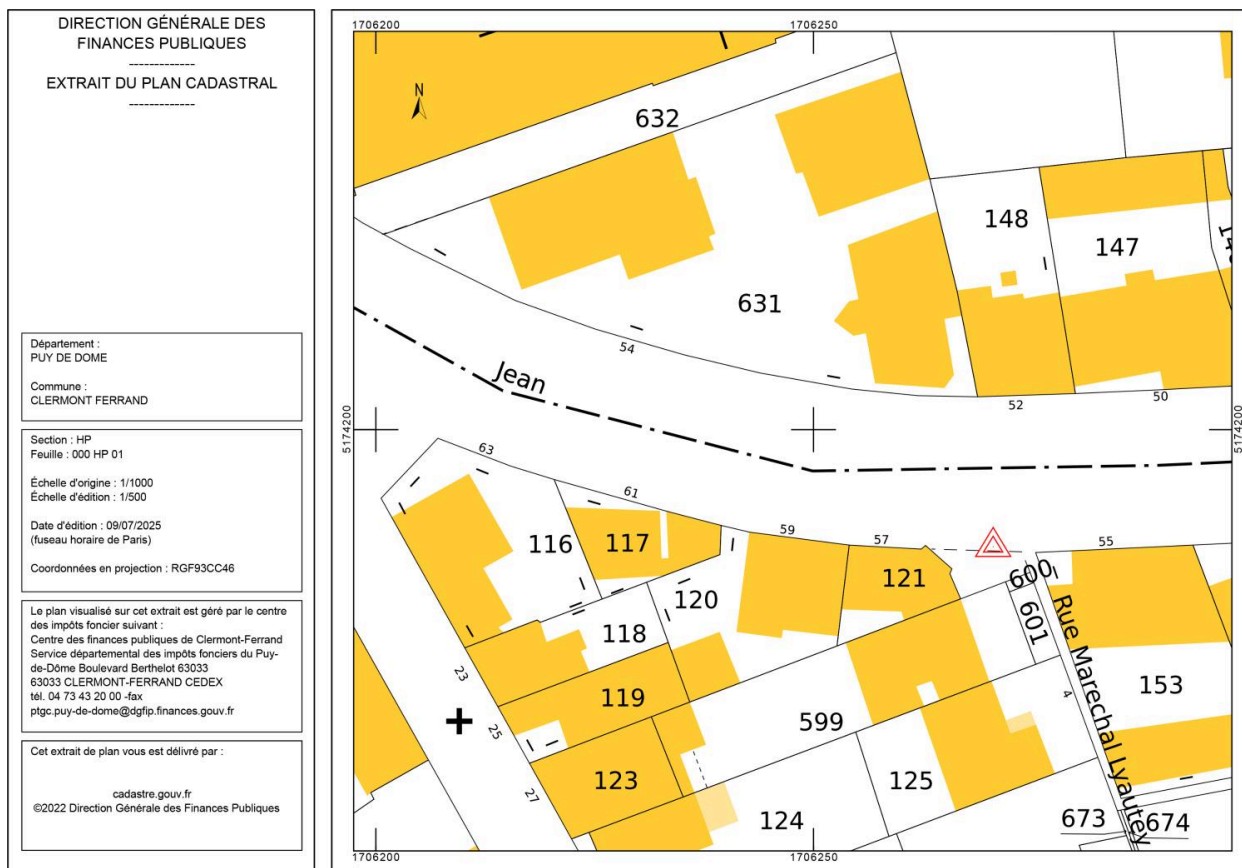 DIRECTION GÉNÉRALE DES
FINANCES PUBLIQUES
-------------
EXTRAIT DU PLAN CADASTRAL
-------------
Département :
PUY DE DOME
Commune :
CLERMONT FERRAND
Section : HP
Feuille : 000 HP 01
Échelle d'origine : 1/1000
Échelle d'édition : 1/500
Date d'édition : 09/07/2025
(fuseau horaire de Paris)
Coordonnées en projection : RGF93CC46
Le plan visualisé sur cet extrait est géré par le centre
des impôts foncier suivant :
Centre des finances publiques de Clermont-Ferrand
Service départemental des impôts fonciers du Puy-
de-Dôme Boulevard Berthelot 63033
63033 CLERMONT-FERRAND CEDEX
tél. 04 73 43 20 00 -fax
ptgc.puy-de-dome@dgfip.finances.gouv.fr
Cet extrait de plan vous est délivré par :
cadastre.gouv.fr
©2022 Direction Générale des Finances Publiques
1706200
1706250
N
632
148
147
631
54
Jean
52
50
5174200
5174200
63
61
59
57
55
116
117
121
600
120
601
118
Rue Marechal Lyautey
23
119
4
153
25
599
123
125
27
124
673
674
1706200
1706250